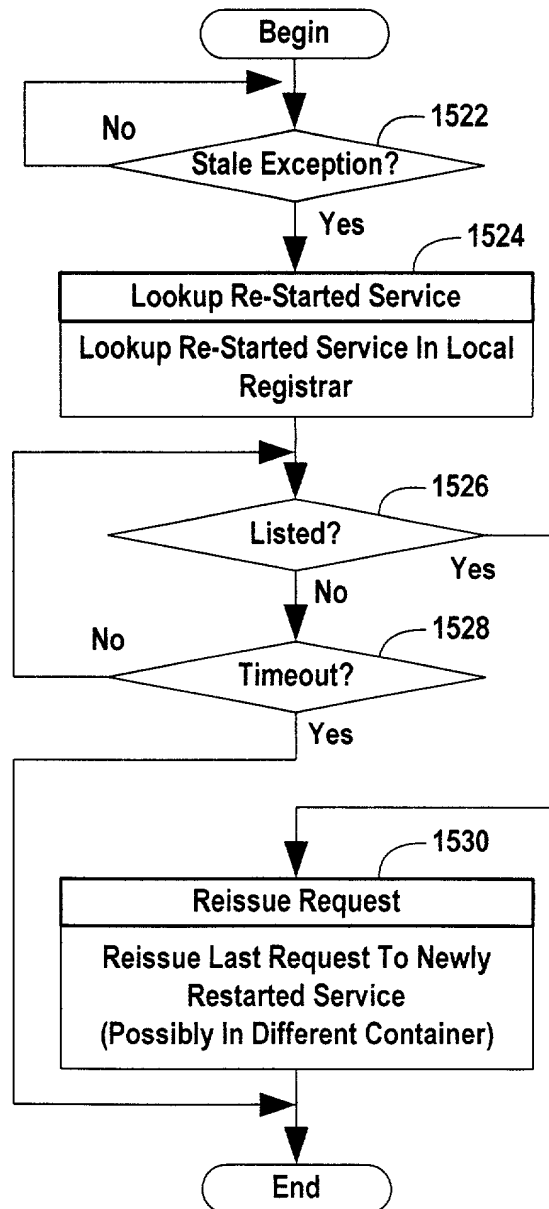 Begin
No
1522
Stale Exception?
Yes
1524
Lookup Re-Started Service
Lookup Re-Started Service In Local
Registrar
1526
Listed?
Yes
No
No
1528
Timeout?
Yes
1530
Reissue Request
Reissue Last Request To Newly
Restarted Service
(Possibly In Different Container)
End